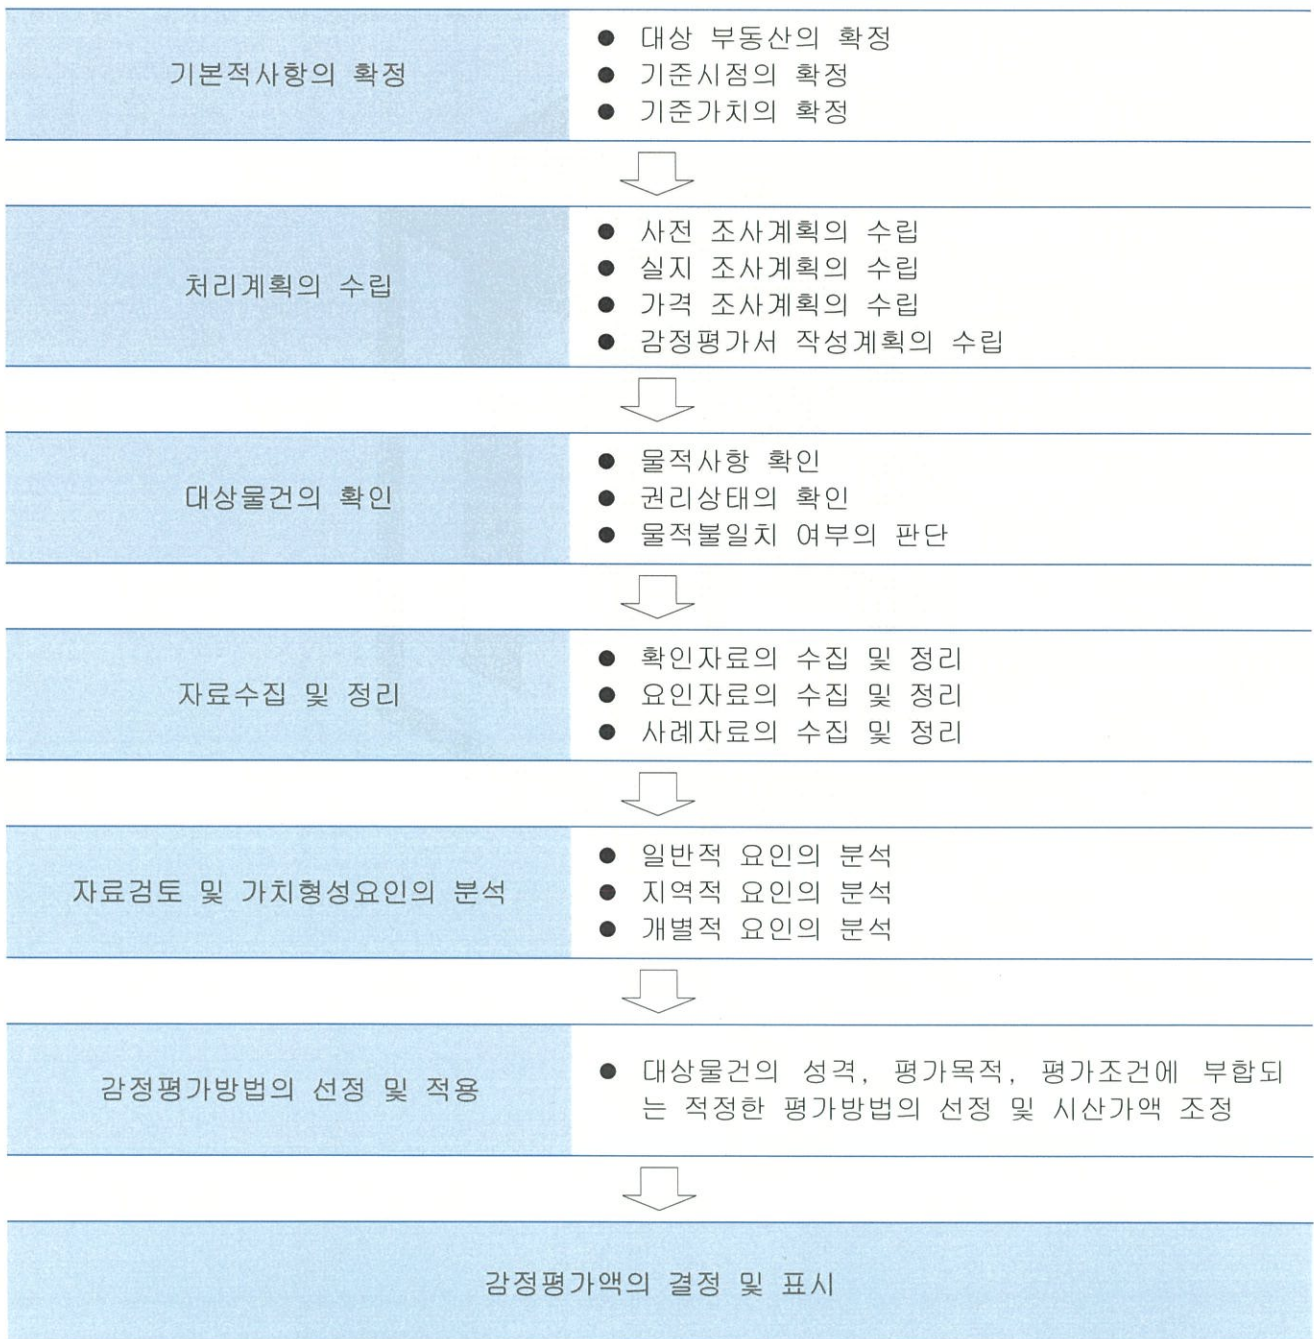 기본적사항의 확정
● 대상 부동산의 확정
● 기준시점의 확정
● 기준가치의 확정
처리계획의 수립
● 사전 조사계획의 수립
● 실지 조사계획의 수립
● 가격 조사계획의 수립
● 감정평가서 작성계획의 수립
대상물건의 확인
● 물적사항 확인
● 권리상태의 확인
● 물적불일치 여부의 판단
자료수집 및 정리
● 확인자료의 수집 및 정리
● 요인자료의 수집 및 정리
● 사례자료의 수집 및 정리
자료검토 및 가치형성요인의 분석
● 일반적 요인의 분석
● 지역적 요인의 분석
● 개별적 요인의 분석
감정평가방법의 선정 및 적용
● 대상물건의 성격, 평가목적, 평가조건에 부합되
는 적정한 평가방법의 선정 및 시산가액 조정
감정평가액의 결정 및 표시